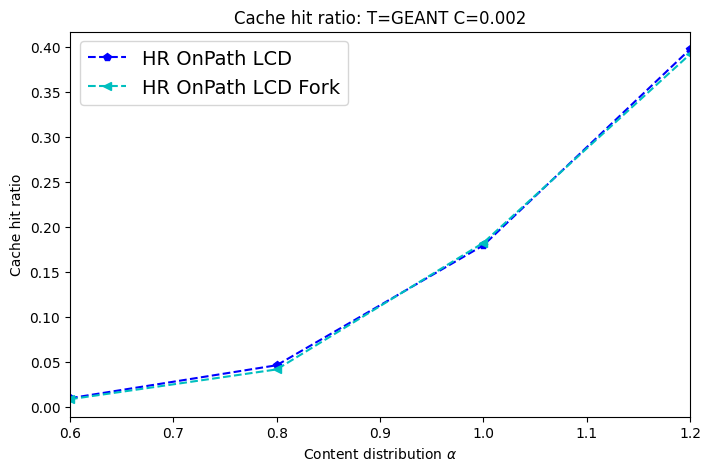 Cache hit ratio: T=GEANT C=0.002
HR OnPath LCD
HR OnPath LCD Fork
Cache hit ratio
0.40
0.35
0.30
0.25
0.20
0.15
0.10
0.05
0.00
0.6 0.7 0.8 0.9 1.0 1.1 1.2
Content distribution α